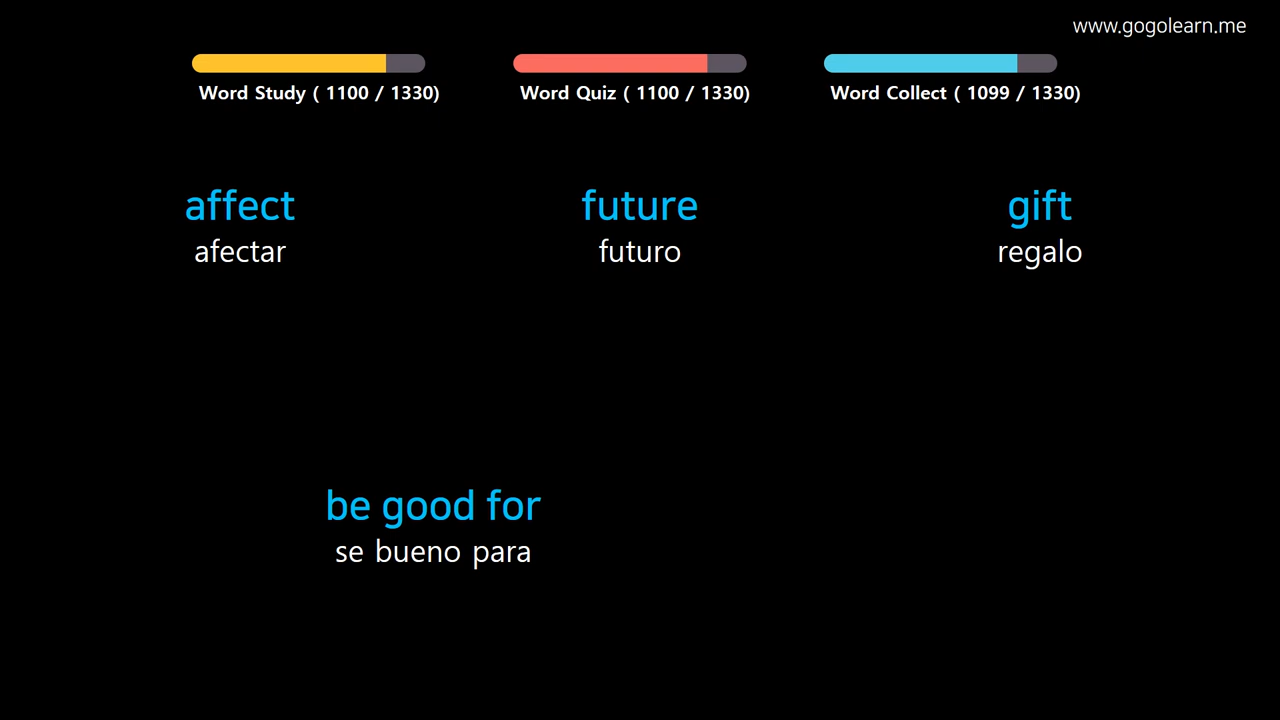 www.gogolearn.me
Word Study ( 1100 / 1330)
Word Quiz ( 1100 / 1330)
Word Collect ( 1099 / 1330)
affect
afectar
future
futuro
gift
regalo
be good for
se bueno para